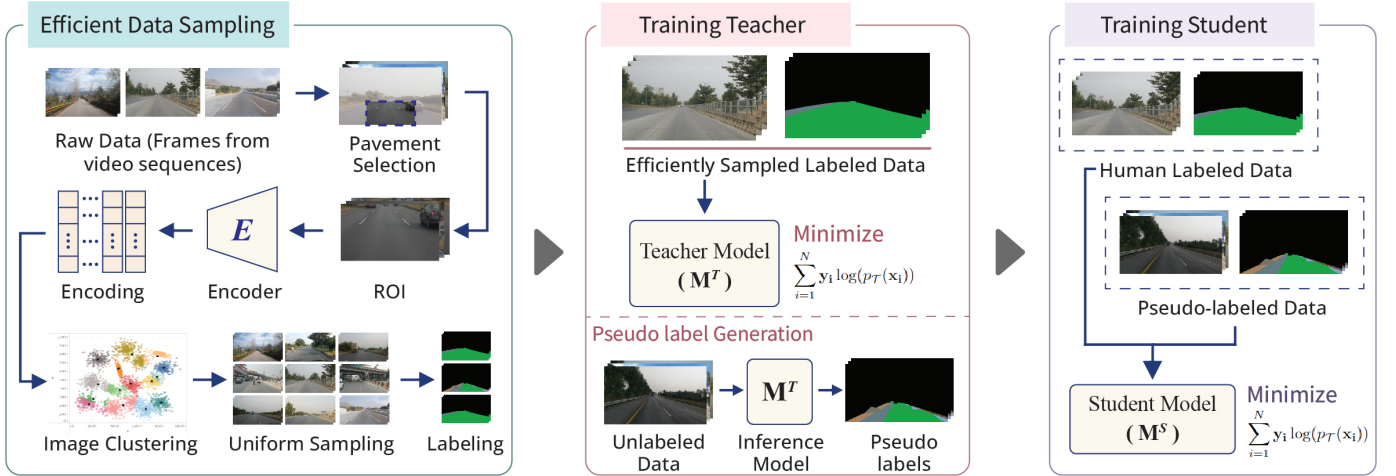 Efficient Data Sampling
Raw Data (Frames from
video sequences)
Pavement
Selection
Encoding
E
Encoder
ROI
Image Clustering
Uniform Sampling
Labeling
Training Teacher
Efficiently Sampled Labeled Data
Teacher Model
( M^T )
Minimize
\sum_{i=1}^{N} y_i log(p_T(x_i))
Pseudo label Generation
Unlabeled
Data
M^T
Inference
Model
Pseudo
labels
Training Student
Human Labeled Data
Pseudo-labeled Data
Student Model
( M^S )
Minimize
\sum_{i=1}^{N} y_i log(p_T(x_i))